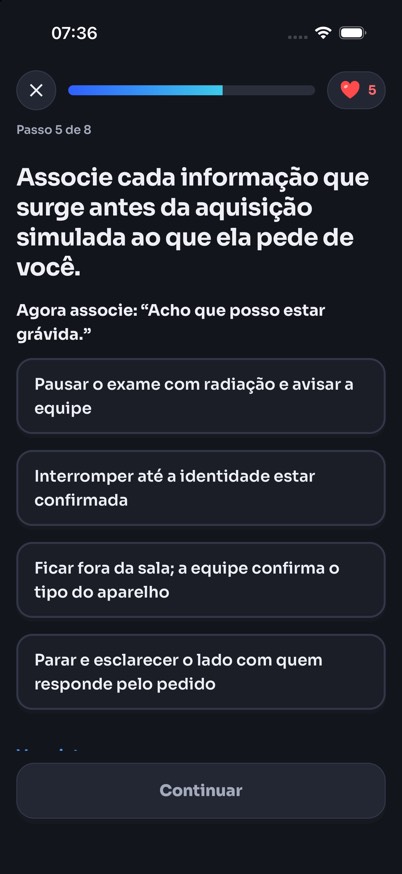 07:36
5
Passo 5 de 8
Associe cada informação que
surge antes da aquisição
simulada ao que ela pede de
você.
Agora associe: “Acho que posso estar
grávida.”
Pausar o exame com radiação e avisar a
equipe
Interromper até a identidade estar
confirmada
Ficar fora da sala; a equipe confirma o
tipo do aparelho
Parar e esclarecer o lado com quem
responde pelo pedido
Continuar